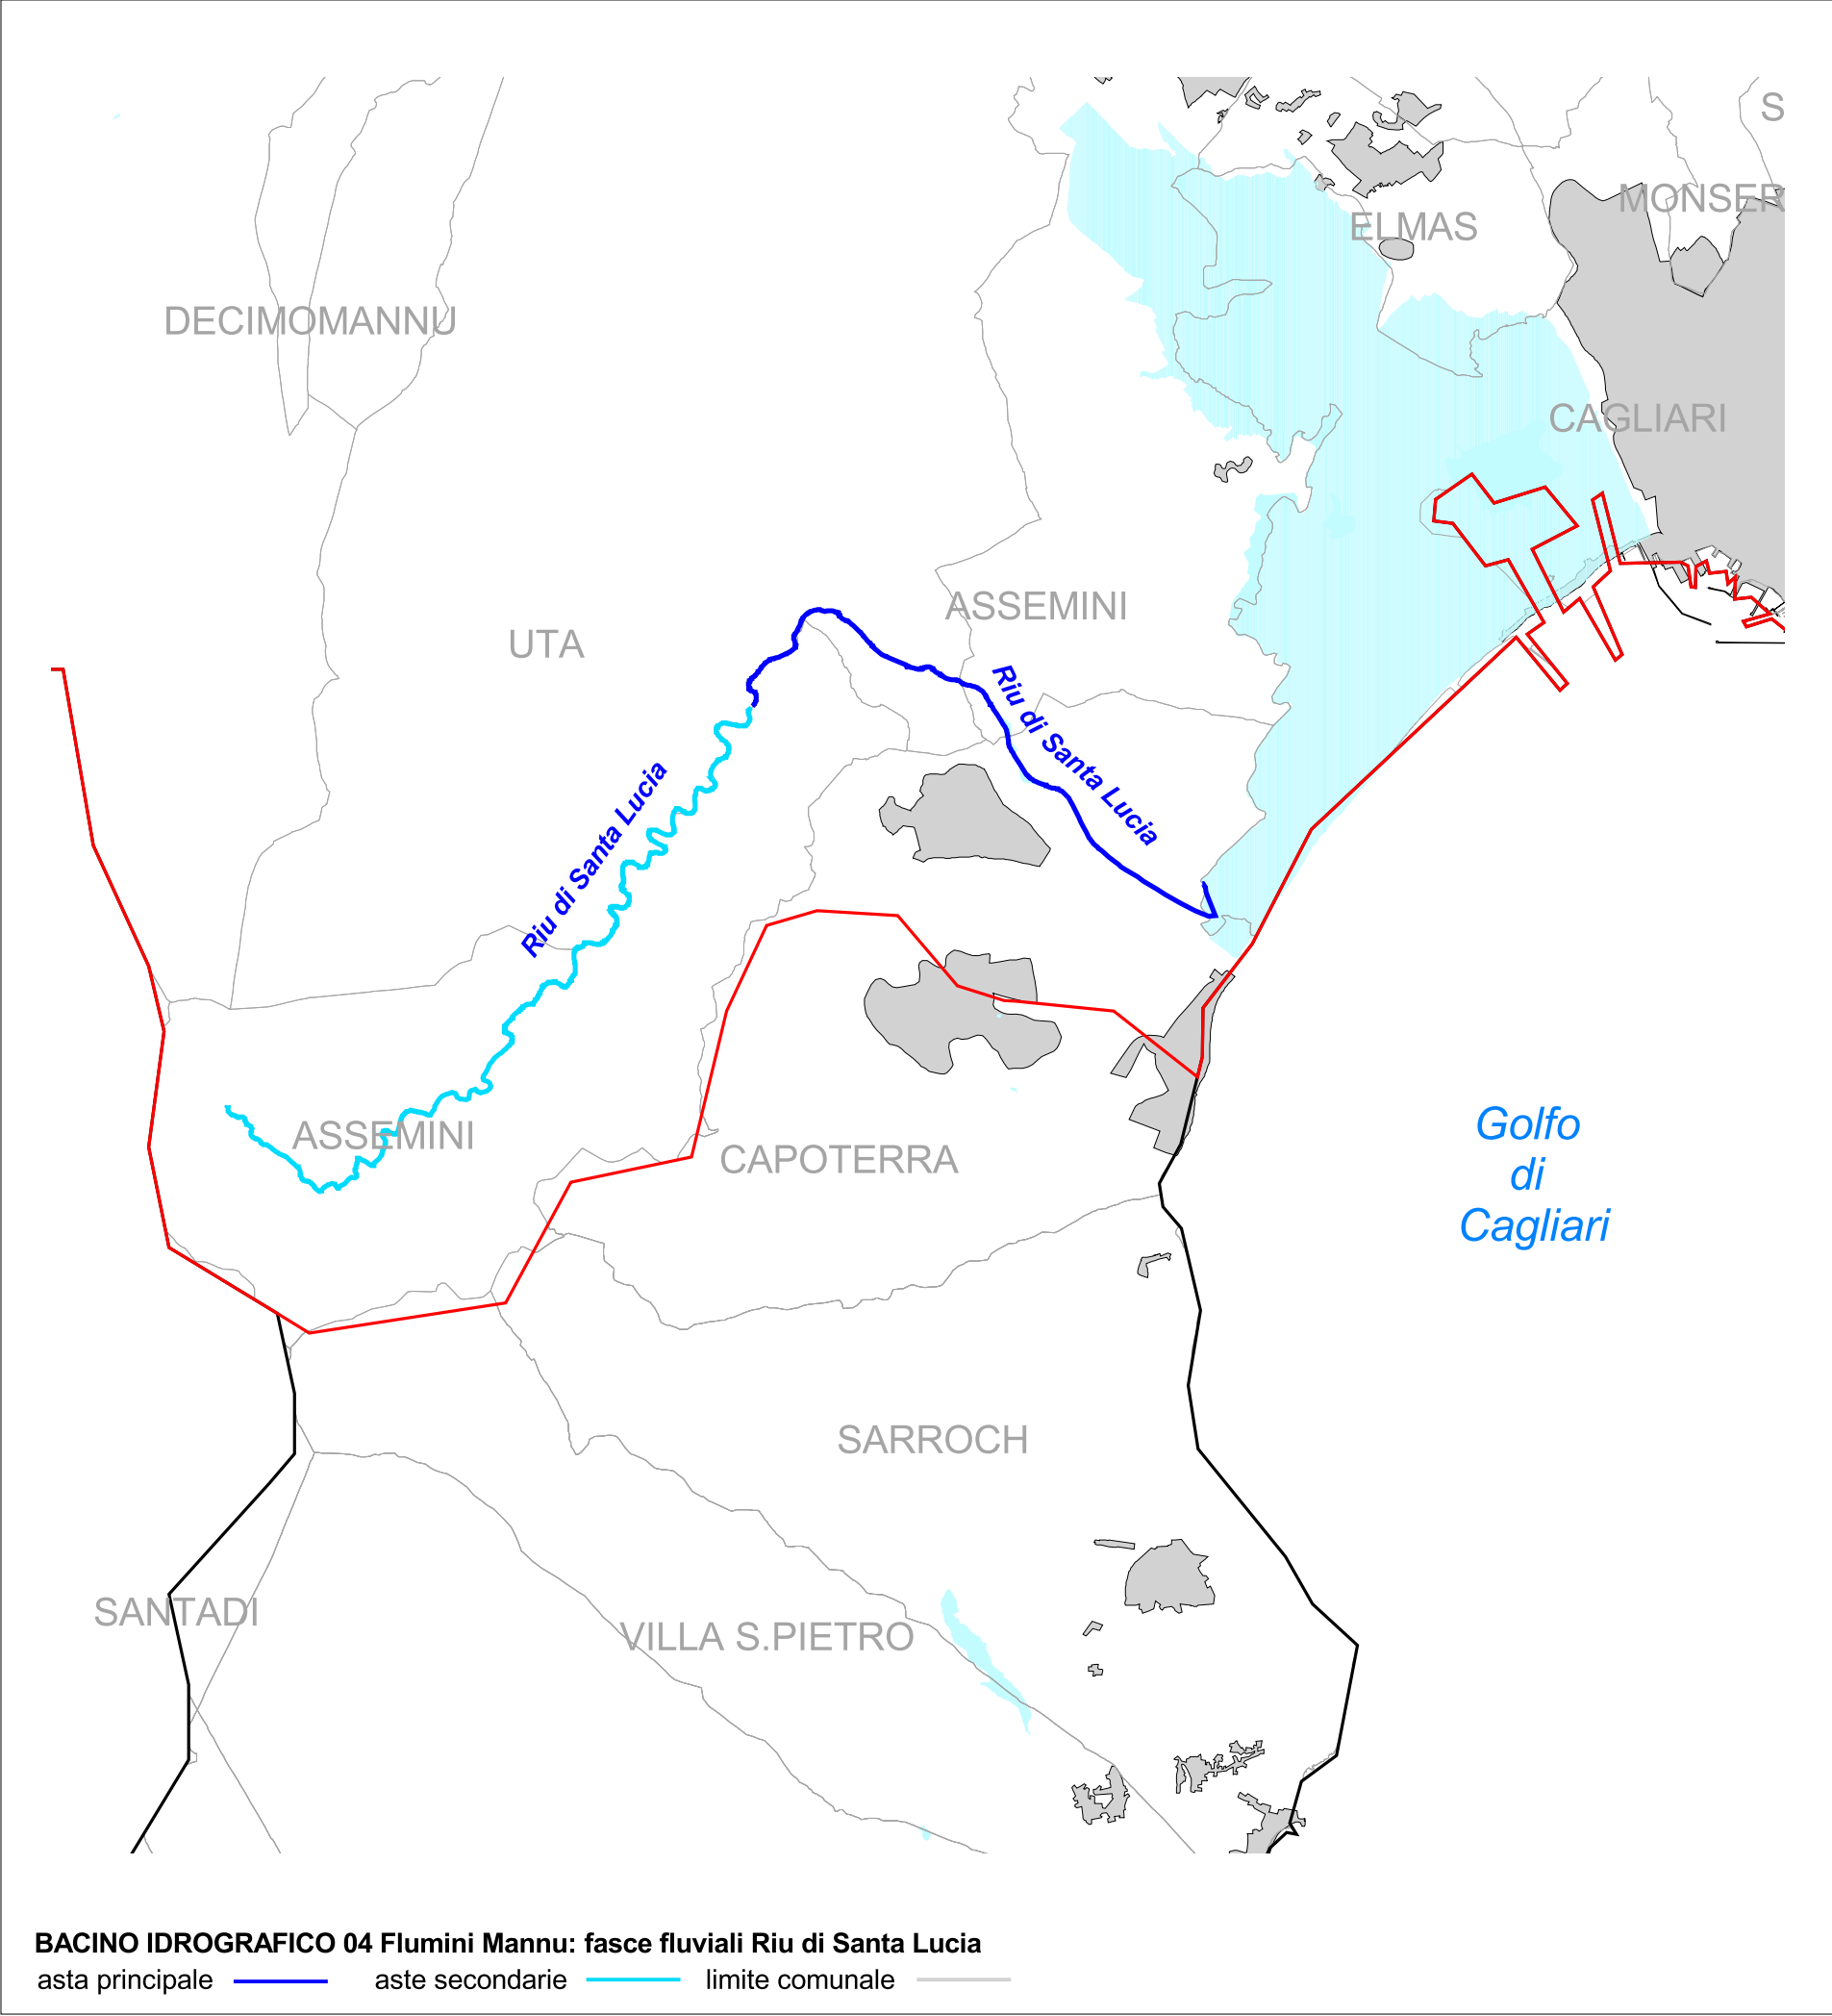 S
MONSER
ELMAS
DECIMOMANNU
CAGLIARI
ASSEMINI
UTA
Riu di Santa Lucia
Riu di Santa Lucia
ASSEMINI
CAPOTERRA
Golfo
di
Cagliari
SARROCH
SANTADI
VILLA S.PIETRO
BACINO IDROGRAFICO 04 Flumini Mannu: fasce fluviali Riu di Santa Lucia
asta principale aste secondarie limite comunale